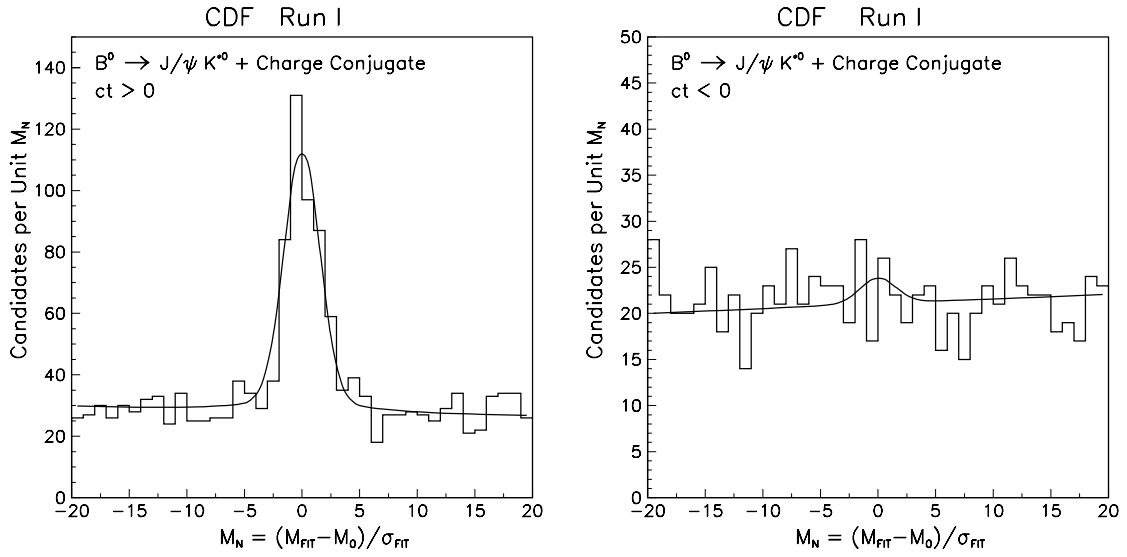 CDF Run I
B⁰ → J/ψ K*⁰ + Charge Conjugate
ct > 0
Candidates per Unit M_N
140
120
100
80
60
40
20
0
−20 −15 −10 −5 0 5 10 15 20
M_N = (M_FIT−M_0)/σ_FIT
CDF Run I
B⁰ → J/ψ K*⁰ + Charge Conjugate
ct < 0
Candidates per Unit M_N
50
45
40
35
30
25
20
15
10
5
0
−20 −15 −10 −5 0 5 10 15 20
M_N = (M_FIT−M_0)/σ_FIT